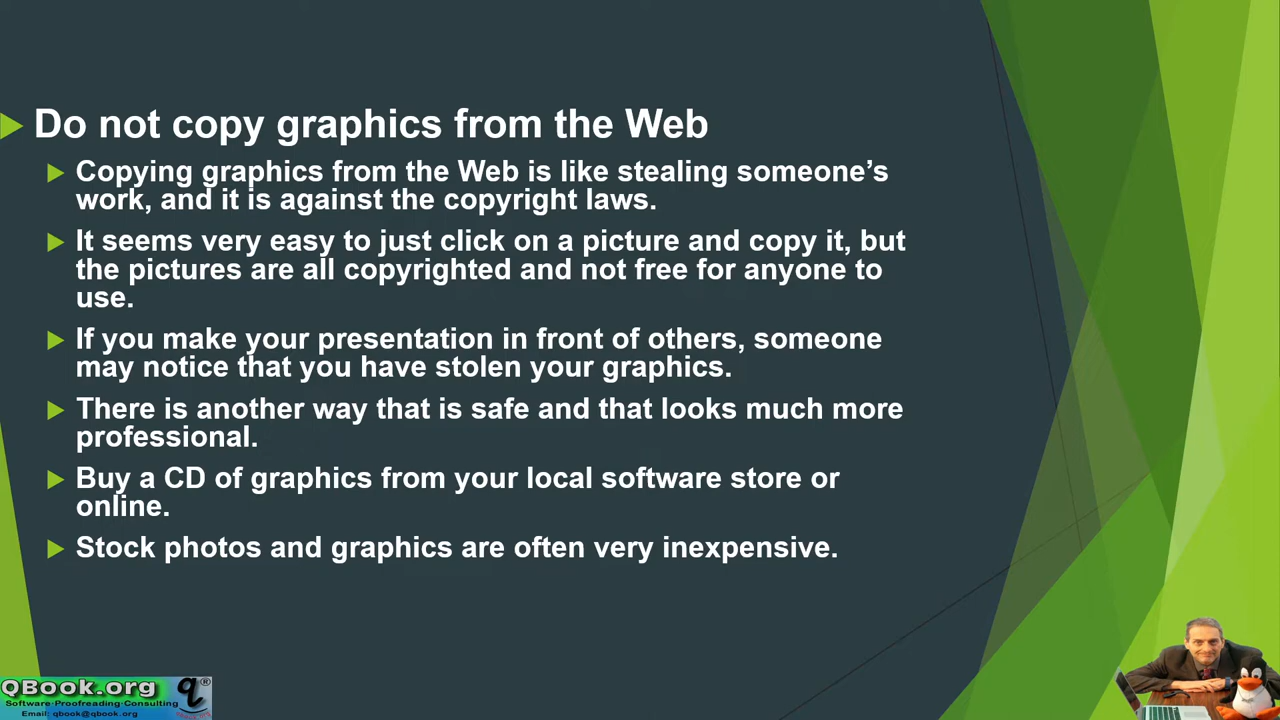 Do not copy graphics from the Web
Copying graphics from the Web is like stealing someone’s
work, and it is against the copyright laws.
It seems very easy to just click on a picture and copy it, but
the pictures are all copyrighted and not free for anyone to
use.
If you make your presentation in front of others, someone
may notice that you have stolen your graphics.
There is another way that is safe and that looks much more
professional.
Buy a CD of graphics from your local software store or
online.
Stock photos and graphics are often very inexpensive.
QBook.org q®
Software·Proofreading·Consulting
Email: qbook@qbook.org